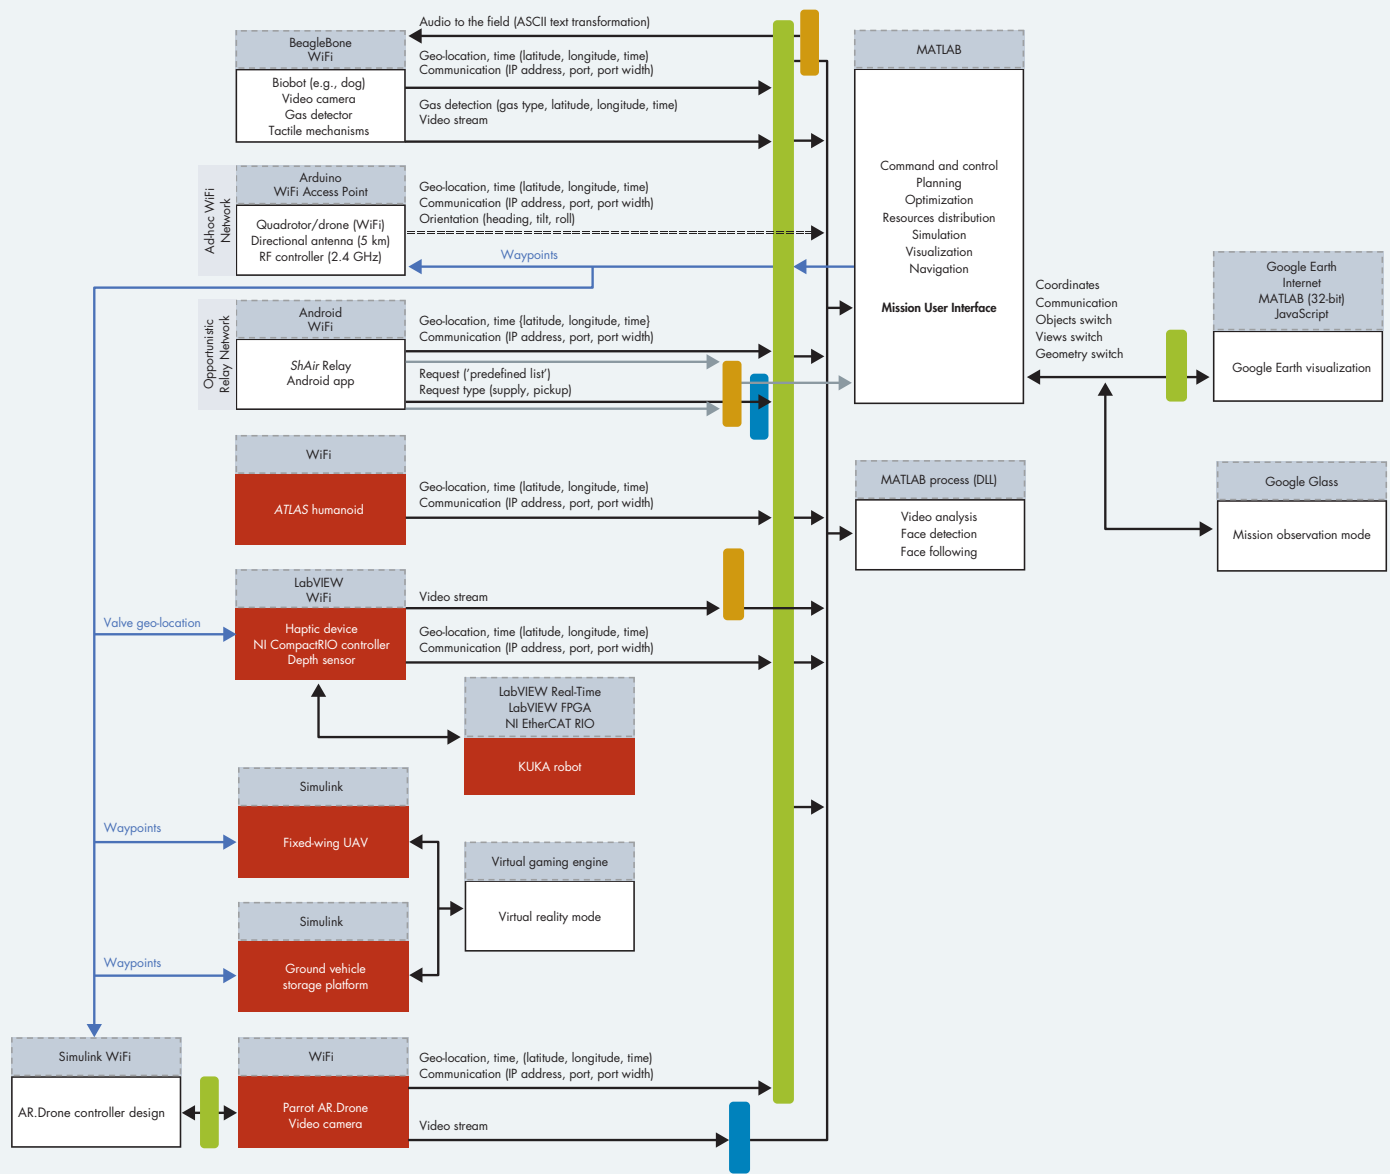 Audio to the field (ASCII text transformation)
BeagleBone
WiFi
Biobot (e.g., dog)
Video camera
Gas detector
Tactile mechanisms
Geo-location, time (latitude, longitude, time)
Communication (IP address, port, port width)
Gas detection (gas type, latitude, longitude, time)
Video stream
MATLAB
Command and control
Planning
Optimization
Resources distribution
Simulation
Visualization
Navigation
Mission User Interface
Ad-hoc WiFi
Network
Arduino
WiFi Access Point
Quadrotor/drone (WiFi)
Directional antenna (5 km)
RF controller (2.4 GHz)
Geo-location, time (latitude, longitude, time)
Communication (IP address, port, port width)
Orientation (heading, tilt, roll)
Waypoints
Opportunistic
Relay Network
Android
WiFi
ShAir Relay
Android app
Geo-location, time {latitude, longitude, time}
Communication (IP address, port, port width)
Request ('predefined list')
Request type (supply, pickup)
Coordinates
Communication
Objects switch
Views switch
Geometry switch
Google Earth
Internet
MATLAB (32-bit)
JavaScript
Google Earth visualization
WiFi
ATLAS humanoid
Geo-location, time (latitude, longitude, time)
Communication (IP address, port, port width)
MATLAB process (DLL)
Video analysis
Face detection
Face following
Google Glass
Mission observation mode
LabVIEW
WiFi
Haptic device
NI CompactRIO controller
Depth sensor
Video stream
Geo-location, time (latitude, longitude, time)
Communication (IP address, port, port width)
Valve geo-location
LabVIEW Real-Time
LabVIEW FPGA
NI EtherCAT RIO
KUKA robot
Simulink
Fixed-wing UAV
Waypoints
Virtual gaming engine
Virtual reality mode
Simulink
Ground vehicle
storage platform
Waypoints
Simulink WiFi
AR.Drone controller design
WiFi
Parrot AR.Drone
Video camera
Geo-location, time, (latitude, longitude, time)
Communication (IP address, port, port width)
Video stream